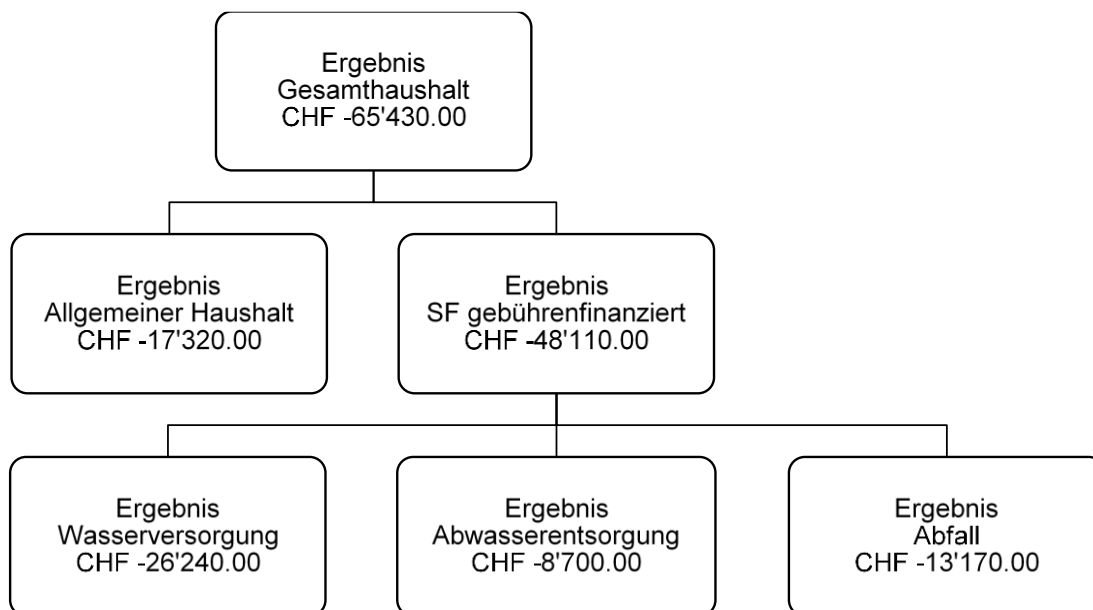 Ergebnis
Gesamthaushalt
CHF -65'430.00
Ergebnis
Allgemeiner Haushalt
CHF -17'320.00
Ergebnis
SF gebührenfinanziert
CHF -48'110.00
Ergebnis
Wasserversorgung
CHF -26'240.00
Ergebnis
Abwasserentsorgung
CHF -8'700.00
Ergebnis
Abfall
CHF -13'170.00